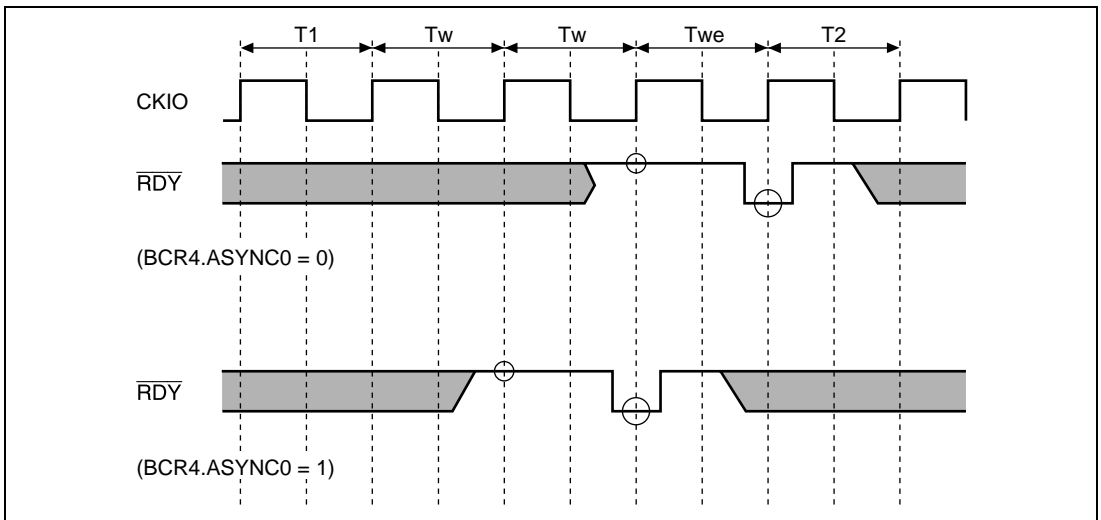 T1 Tw Tw Twe T2
CKIO
RDY
(BCR4.ASYNC0 = 0)
RDY
(BCR4.ASYNC0 = 1)